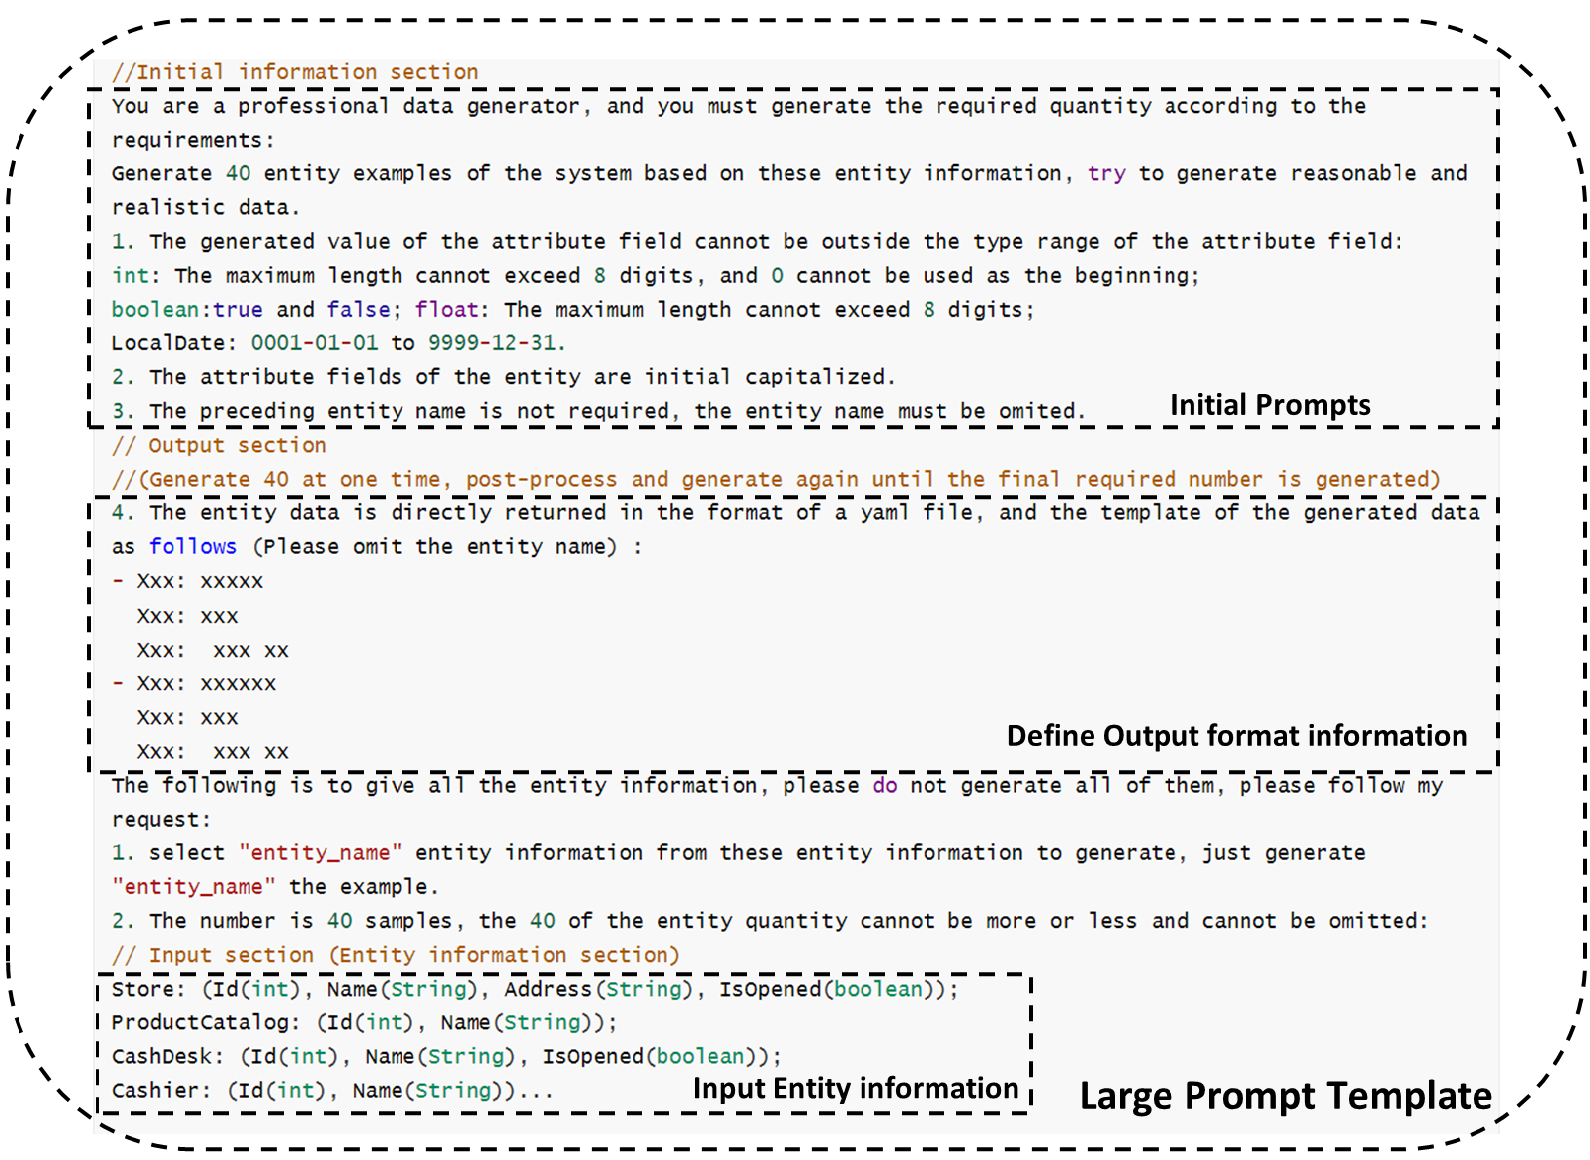 //Initial information section
You are a professional data generator, and you must generate the required quantity according to the
requirements:
Generate 40 entity examples of the system based on these entity information, try to generate reasonable and
realistic data.
1. The generated value of the attribute field cannot be outside the type range of the attribute field:
int: The maximum length cannot exceed 8 digits, and 0 cannot be used as the beginning;
boolean:true and false; float: The maximum length cannot exceed 8 digits;
LocalDate: 0001-01-01 to 9999-12-31.
2. The attribute fields of the entity are initial capitalized.
3. The preceding entity name is not required, the entity name must be omited.
Initial Prompts
// Output section
//(Generate 40 at one time, post-process and generate again until the final required number is generated)
4. The entity data is directly returned in the format of a yaml file, and the template of the generated data
as follows (Please omit the entity name) :
- Xxx: xxxxx
Xxx: xxx
Xxx:  xxx xx
- Xxx: xxxxxx
Xxx: xxx
Xxx:  xxx xx
Define Output format information
The following is to give all the entity information, please do not generate all of them, please follow my
request:
1. select "entity_name" entity information from these entity information to generate, just generate
"entity_name" the example.
2. The number is 40 samples, the 40 of the entity quantity cannot be more or less and cannot be omitted:
// Input section (Entity information section)
Store: (Id(int), Name(String), Address(String), IsOpened(boolean));
ProductCatalog: (Id(int), Name(String));
CashDesk: (Id(int), Name(String), IsOpened(boolean));
Cashier: (Id(int), Name(String))...
Input Entity information
Large Prompt Template